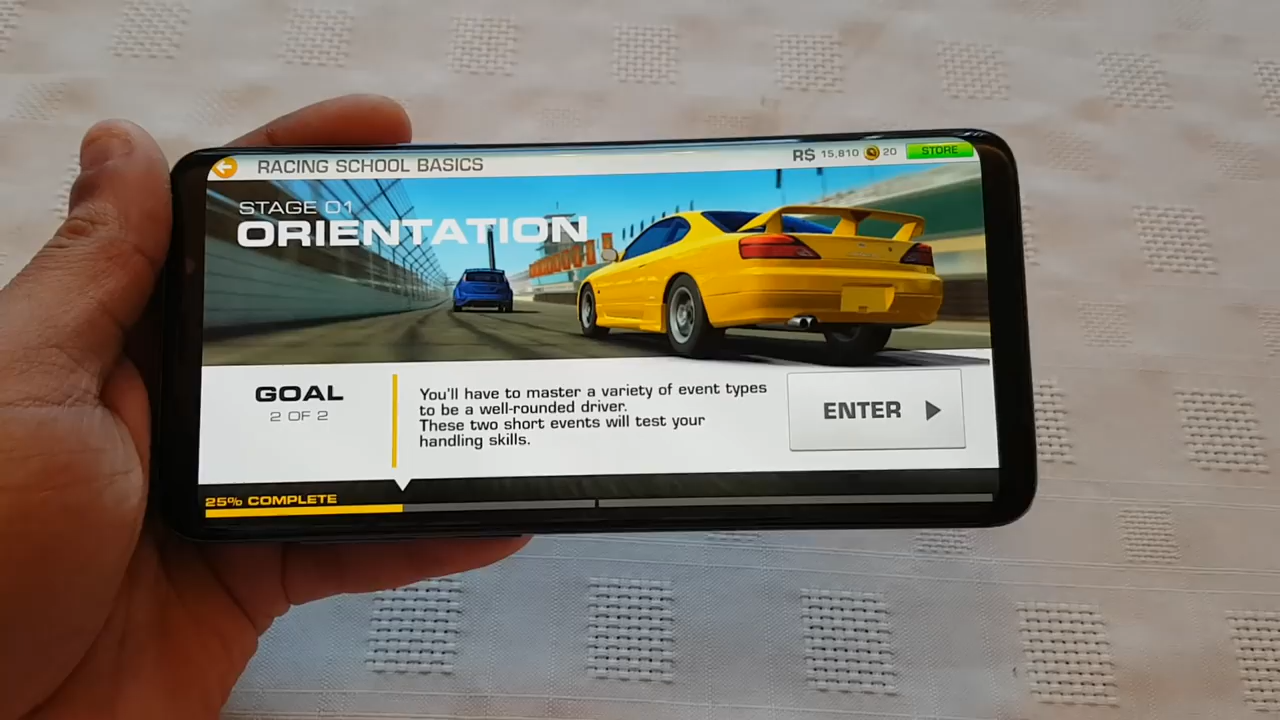 RACING SCHOOL BASICS
R$ 15,810 20 STORE
STAGE 01
ORIENTATION
GOAL
2 OF 2
You'll have to master a variety of event types
to be a well-rounded driver.
These two short events will test your
handling skills.
ENTER
25% COMPLETE